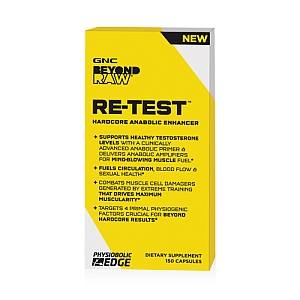 NEW
GNC
BEYOND
RAW
RE-TEST™
HARDCORE ANABOLIC ENHANCER
+ SUPPORTS HEALTHY TESTOSTERONE
LEVELS WITH A CLINICALLY
ADVANCED ANABOLIC PRIMER &
DELIVERS ANABOLIC AMPLIFIERS
FOR MIND-BLOWING MUSCLE FUEL*
+ FUELS CIRCULATION, BLOOD FLOW &
SEXUAL HEALTH*
+ COMBATS MUSCLE CELL DAMAGERS
GENERATED BY EXTREME TRAINING
THAT DRIVES MAXIMUM
MUSCULARITY*
+ TARGETS 4 PRIMAL PHYSIOGENIC
FACTORS CRUCIAL FOR BEYOND
HARDCORE RESULTS*
PHYSIOBOLIC
EDGE
DIETARY SUPPLEMENT
150 CAPSULES